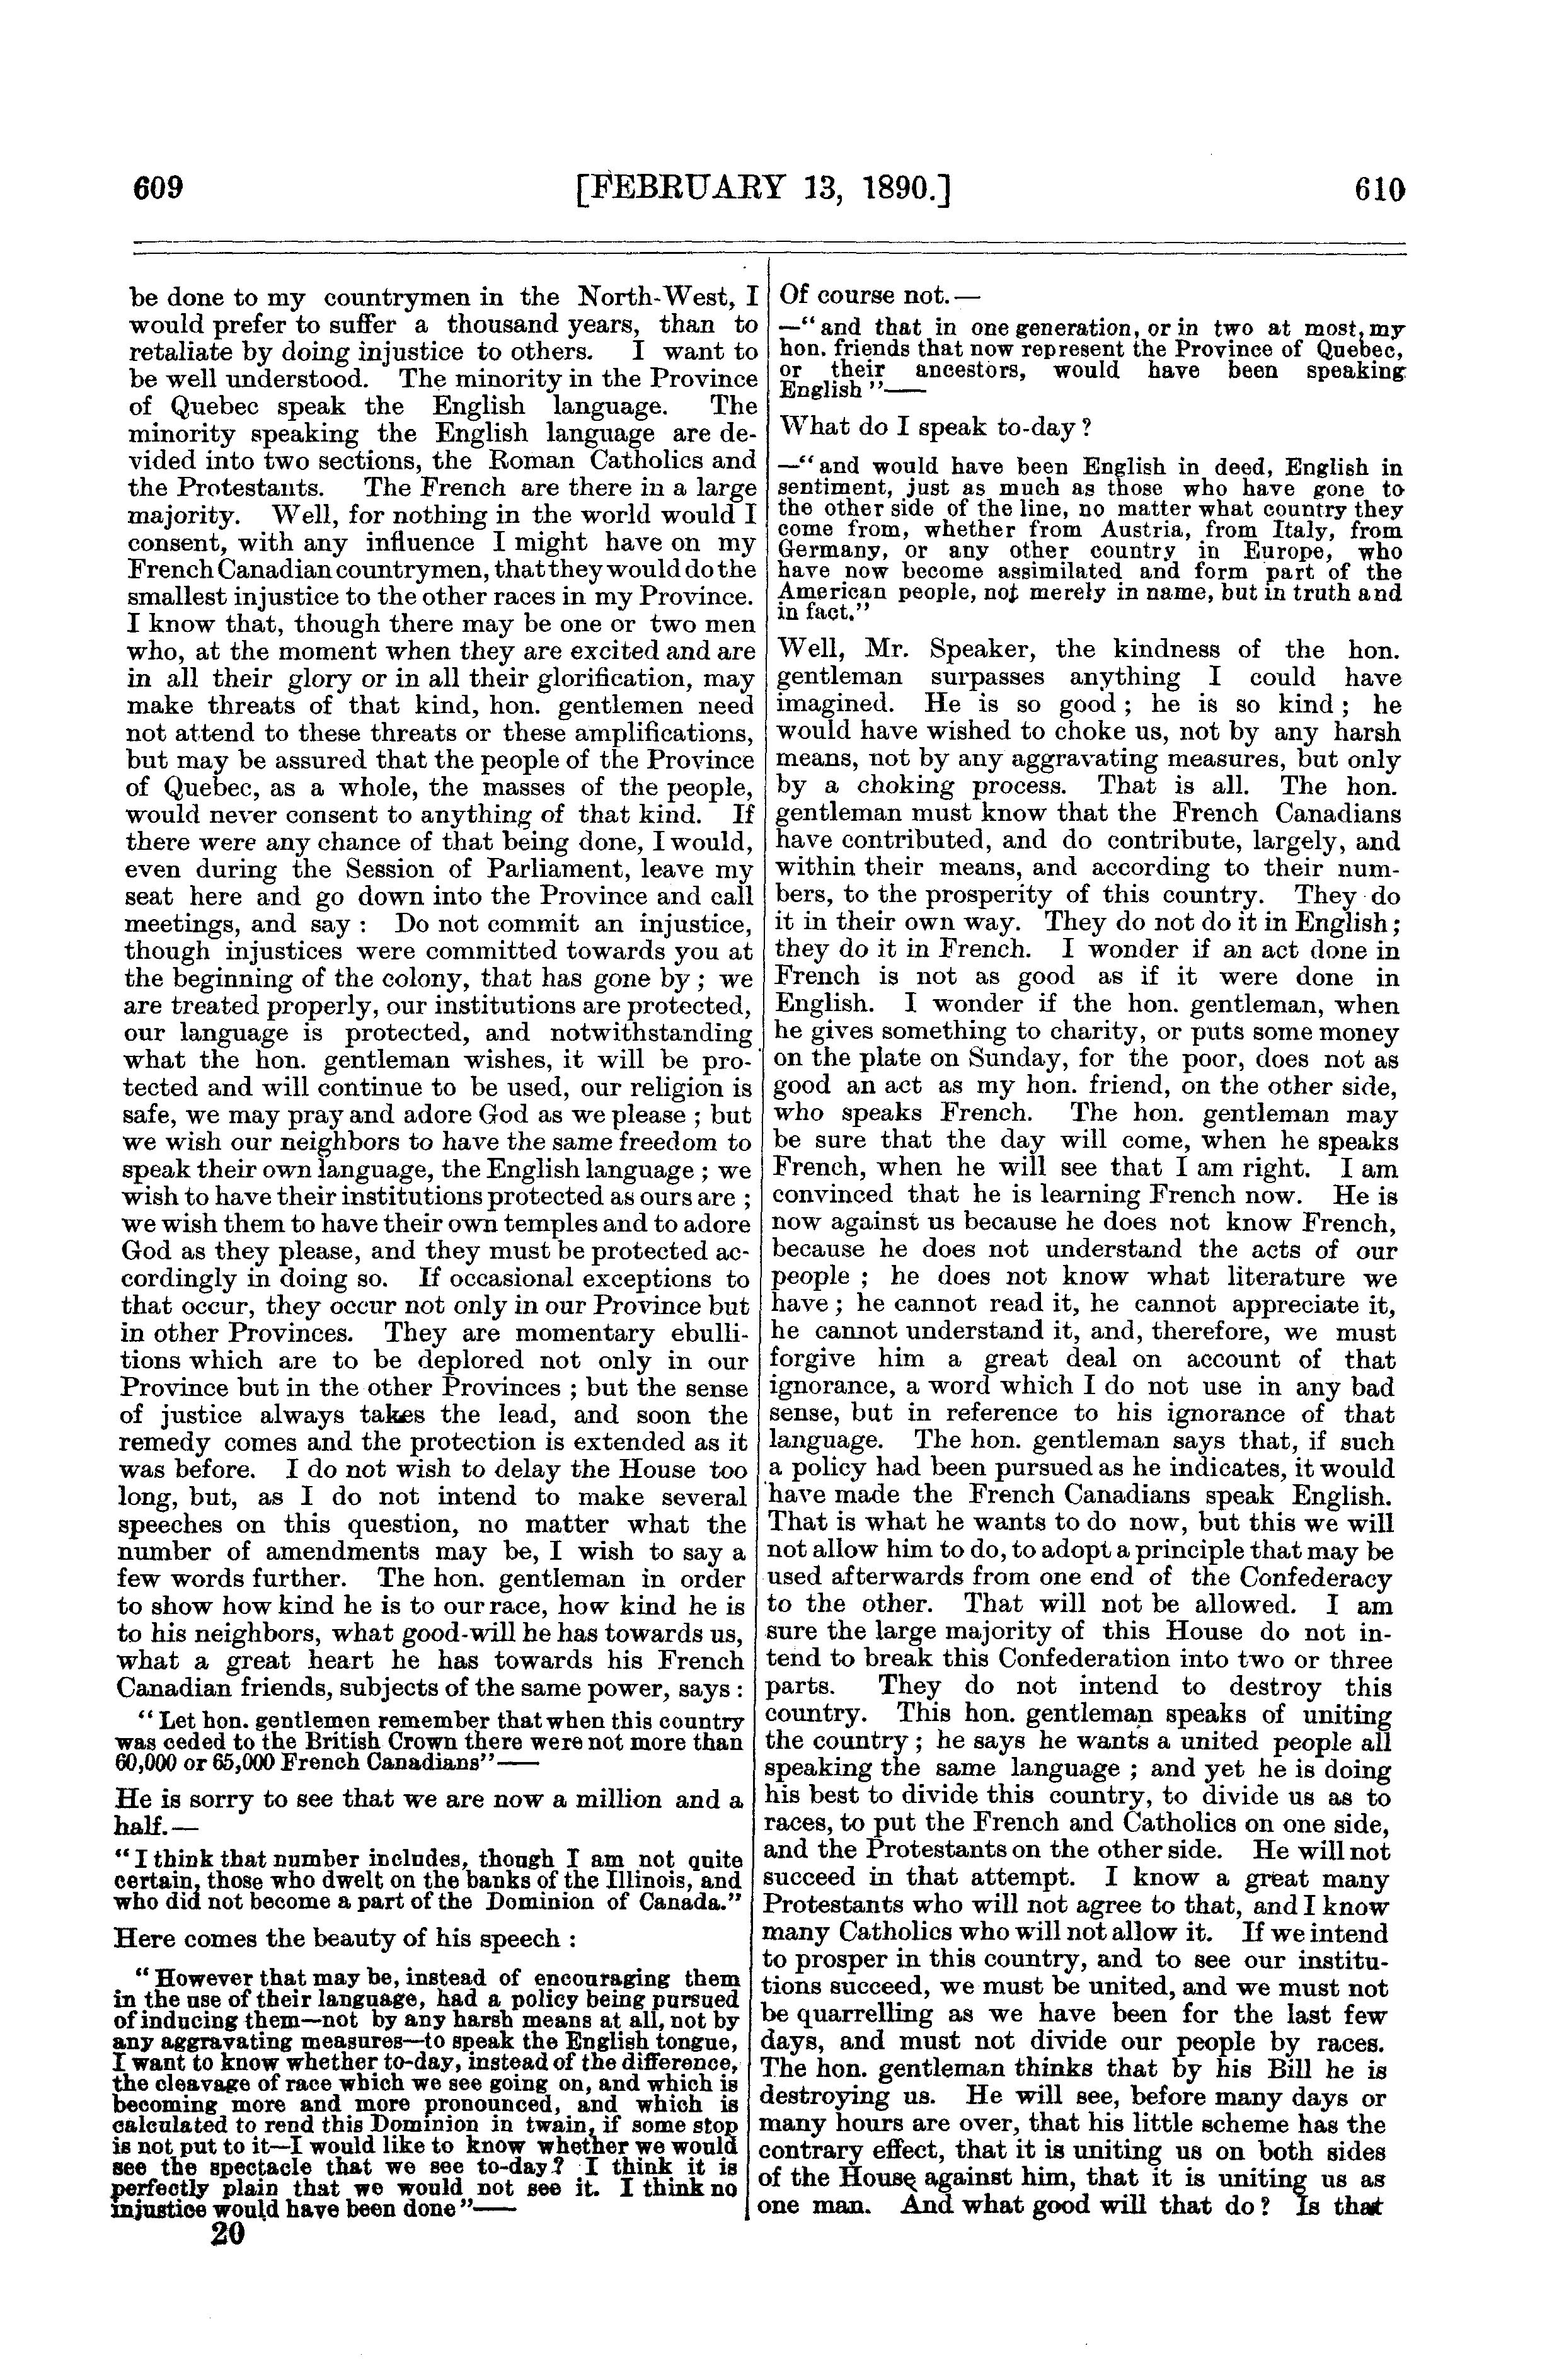 609 [FEBRUARY 13, 1890.] 610
be done to my countrymen in the North-West, I
would prefer to suffer a thousand years, than to
retaliate by doing injustice to others. I want to
be well understood. The minority in the Province
of Quebec speak the English language. The
minority speaking the English language are de-
vided into two sections, the Roman Catholics and
the Protestants. The French are there in a large
majority. Well, for nothing in the world would I
consent, with any influence I might have on my
French Canadian countrymen, that they would do the
smallest injustice to the other races in my Province.
I know that, though there may be one or two men
who, at the moment when they are excited and are
in all their glory or in all their glorification, may
make threats of that kind, hon. gentlemen need
not attend to these threats or these amplifications,
but may be assured that the people of the Province
of Quebec, as a whole, the masses of the people,
would never consent to anything of that kind. If
there were any chance of that being done, I would,
even during the Session of Parliament, leave my
seat here and go down into the Province and call
meetings, and say : Do not commit an injustice,
though injustices were committed towards you at
the beginning of the colony, that has gone by ; we
are treated properly, our institutions are protected,
our language is protected, and notwithstanding
what the hon. gentleman wishes, it will be pro-
tected and will continue to be used, our religion is
safe, we may pray and adore God as we please ; but
we wish our neighbors to have the same freedom to
speak their own language, the English language ; we
wish to have their institutions protected as ours are ;
we wish them to have their own temples and to adore
God as they please, and they must be protected ac-
cordingly in doing so. If occasional exceptions to
that occur, they occur not only in our Province but
in other Provinces. They are momentary ebulli-
tions which are to be deplored not only in our
Province but in the other Provinces ; but the sense
of justice always takes the lead, and soon the
remedy comes and the protection is extended as it
was before. I do not wish to delay the House too
long, but, as I do not intend to make several
speeches on this question, no matter what the
number of amendments may be, I wish to say a
few words further. The hon. gentleman in order
to show how kind he is to our race, how kind he is
to his neighbors, what good-will he has towards us,
what a great heart he has towards his French
Canadian friends, subjects of the same power, says :
“ Let hon. gentlemen remember that when this country
was ceded to the British Crown there were not more than
60,000 or 65,000 French Canadians”——
He is sorry to see that we are now a million and a
half.—
“ I think that number includes, though I am not quite
certain, those who dwelt on the banks of the Illinois, and
who did not become a part of the Dominion of Canada.”
Here comes the beauty of his speech :
“ However that may be, instead of encouraging them
in the use of their language, had a policy being pursued
of inducing them—not by any harsh means at all, not by
any aggravating measures—to speak the English tongue,
I want to know whether to-day, instead of the difference,
the cleavage of race which we see going on, and which is
becoming more and more pronounced, and which is
calculated to rend this Dominion in twain, if some stop
is not put to it—I would like to know whether we would
see the spectacle that we see to-day? I think it is
perfectly plain that we would not see it. I think no
injustice would have been done ”——
20
Of course not.—
—“ and that in one generation, or in two at most, my
hon. friends that now represent the Province of Quebec,
or their ancestors, would have been speaking
English ”——
What do I speak to-day ?
—“ and would have been English in deed, English in
sentiment, just as much as those who have gone to
the other side of the line, no matter what country they
come from, whether from Austria, from Italy, from
Germany, or any other country in Europe, who
have now become assimilated and form part of the
American people, not merely in name, but in truth and
in fact.”
Well, Mr. Speaker, the kindness of the hon.
gentleman surpasses anything I could have
imagined. He is so good ; he is so kind ; he
would have wished to choke us, not by any harsh
means, not by any aggravating measures, but only
by a choking process. That is all. The hon.
gentleman must know that the French Canadians
have contributed, and do contribute, largely, and
within their means, and according to their num-
bers, to the prosperity of this country. They do
it in their own way. They do not do it in English ;
they do it in French. I wonder if an act done in
French is not as good as if it were done in
English. I wonder if the hon. gentleman, when
he gives something to charity, or puts some money
on the plate on Sunday, for the poor, does not as
good an act as my hon. friend, on the other side,
who speaks French. The hon. gentleman may
be sure that the day will come, when he speaks
French, when he will see that I am right. I am
convinced that he is learning French now. He is
now against us because he does not know French,
because he does not understand the acts of our
people ; he does not know what literature we
have ; he cannot read it, he cannot appreciate it,
he cannot understand it, and, therefore, we must
forgive him a great deal on account of that
ignorance, a word which I do not use in any bad
sense, but in reference to his ignorance of that
language. The hon. gentleman says that, if such
a policy had been pursued as he indicates, it would
have made the French Canadians speak English.
That is what he wants to do now, but this we will
not allow him to do, to adopt a principle that may be
used afterwards from one end of the Confederacy
to the other. That will not be allowed. I am
sure the large majority of this House do not in-
tend to break this Confederation into two or three
parts. They do not intend to destroy this
country. This hon. gentleman speaks of uniting
the country ; he says he wants a united people all
speaking the same language ; and yet he is doing
his best to divide this country, to divide us as to
races, to put the French and Catholics on one side,
and the Protestants on the other side. He will not
succeed in that attempt. I know a great many
Protestants who will not agree to that, and I know
many Catholics who will not allow it. If we intend
to prosper in this country, and to see our institu-
tions succeed, we must be united, and we must not
be quarrelling as we have been for the last few
days, and must not divide our people by races.
The hon. gentleman thinks that by his Bill he is
destroying us. He will see, before many days or
many hours are over, that his little scheme has the
contrary effect, that it is uniting us on both sides
of the House against him, that it is uniting us as
one man. And what good will that do ? Is that